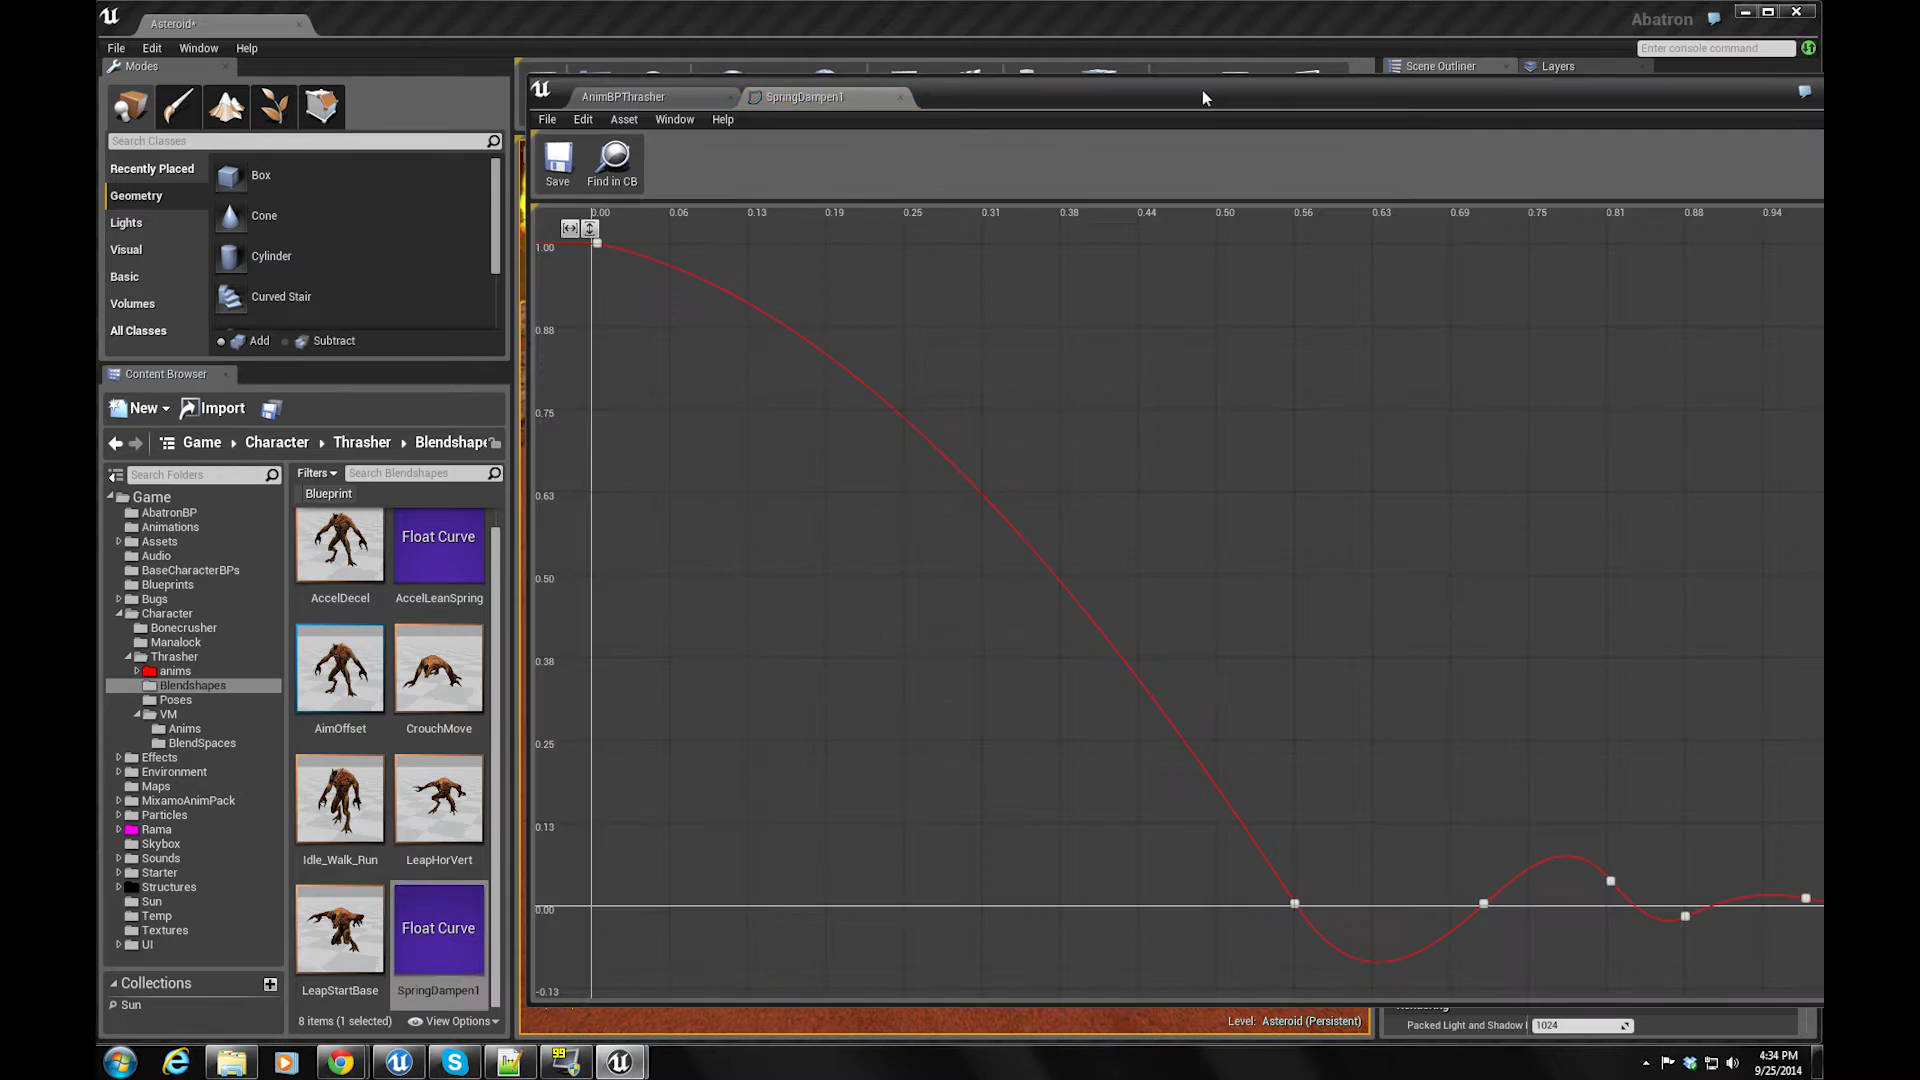 Asteroid*
Abatron
File Edit Window Help
Enter console command
Modes
Search Classes
Recently Placed
Geometry
Lights
Visual
Basic
Volumes
All Classes
Box
Cone
Cylinder
Curved Stair
Add Subtract
Scene Outliner Layers
AnimBPThrasher SpringDampen1
File Edit Asset Window Help
Save Find in CB
0.00 0.06 0.13 0.19 0.25 0.31 0.38 0.44 0.50 0.56 0.63 0.69 0.75 0.81 0.88 0.94
1.00
0.88
0.75
0.63
0.50
0.38
0.25
0.13
0.00
-0.13
Content Browser
New Import
Game Character Thrasher Blendshape
Search Folders
Game
AbatronBP
Animations
Assets
Audio
BaseCharacterBPs
Blueprints
Bugs
Character
Bonecrusher
Manalock
Thrasher
anims
Blendshapes
Poses
VM
Anims
BlendSpaces
Effects
Environment
Maps
MixamoAnimPack
Particles
Rama
Skybox
Sounds
Starter
Structures
Sun
Temp
Textures
UI
Filters Search Blendshapes
Blueprint
Float Curve
AccelDecel AccelLeanSpring
AimOffset CrouchMove
Idle_Walk_Run LeapHorVert
Float Curve
LeapStartBase SpringDampen1
8 items (1 selected) View Options
Collections
Sun
Level: Asteroid (Persistent)
Packed Light and Shadow 1024
99
4:34 PM
9/25/2014